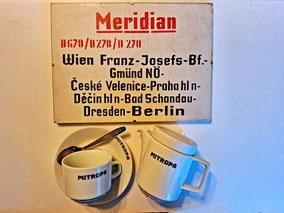 Meridian
D 678/D 278/D 270
Wien Franz-Josefs-Bf.-
Gmünd NÖ-
České Velenice-Praha hl n-
Děčín hl n-Bad Schandau-
Dresden-Berlin
MITROPA
MITROPA
MITROPA